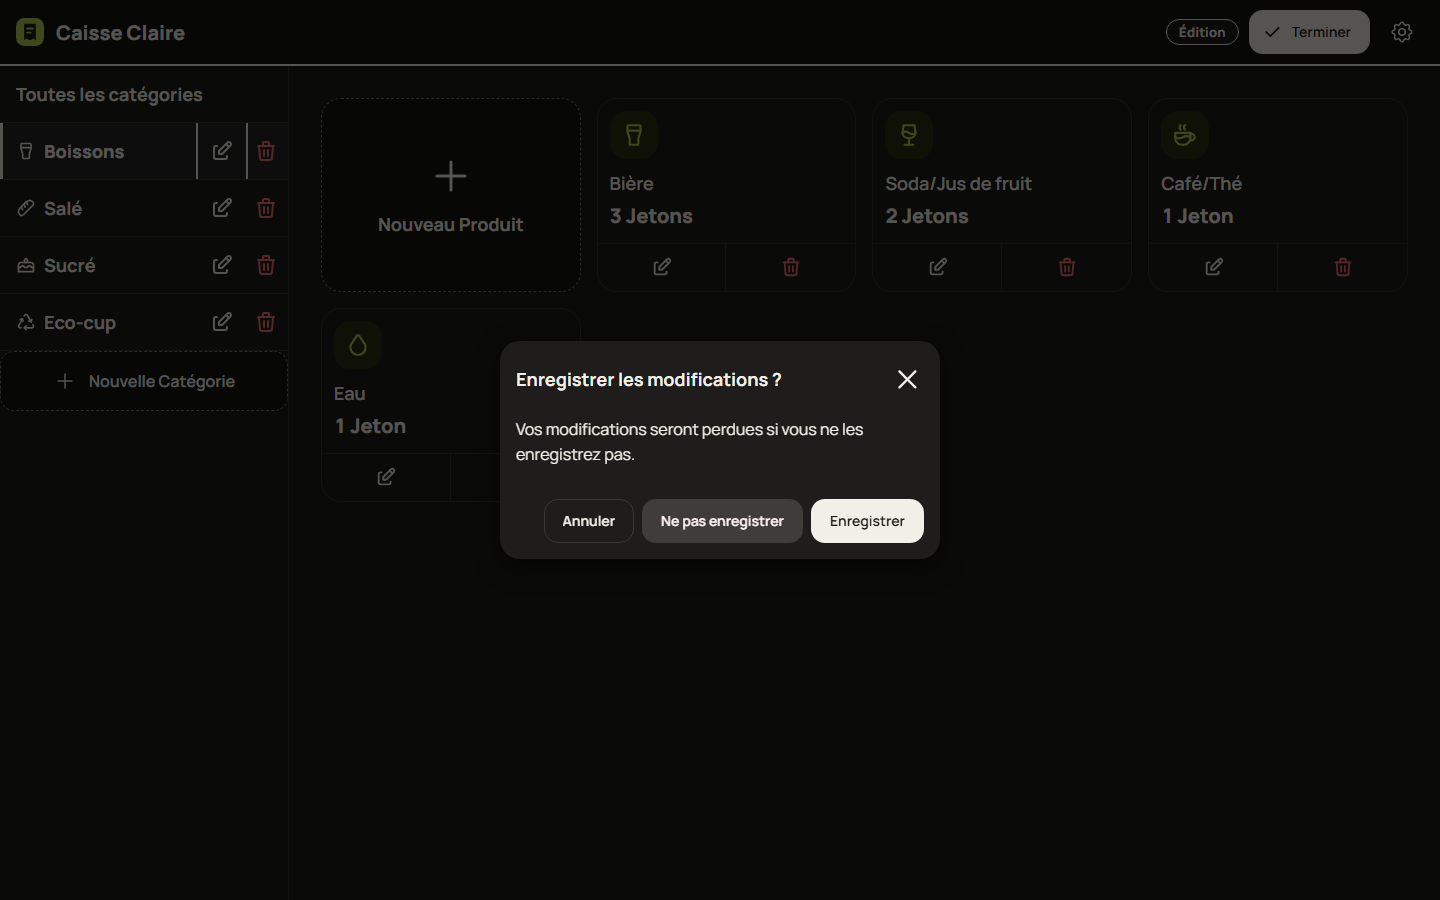 Caisse Claire
Édition
Terminer
Toutes les catégories
Boissons
Salé
Sucré
Eco-cup
Nouvelle Catégorie
Nouveau Produit
Bière
3 Jetons
Soda/Jus de fruit
2 Jetons
Café/Thé
1 Jeton
Eau
1 Jeton
Enregistrer les modifications ?
Vos modifications seront perdues si vous ne les
enregistrez pas.
Annuler
Ne pas enregistrer
Enregistrer